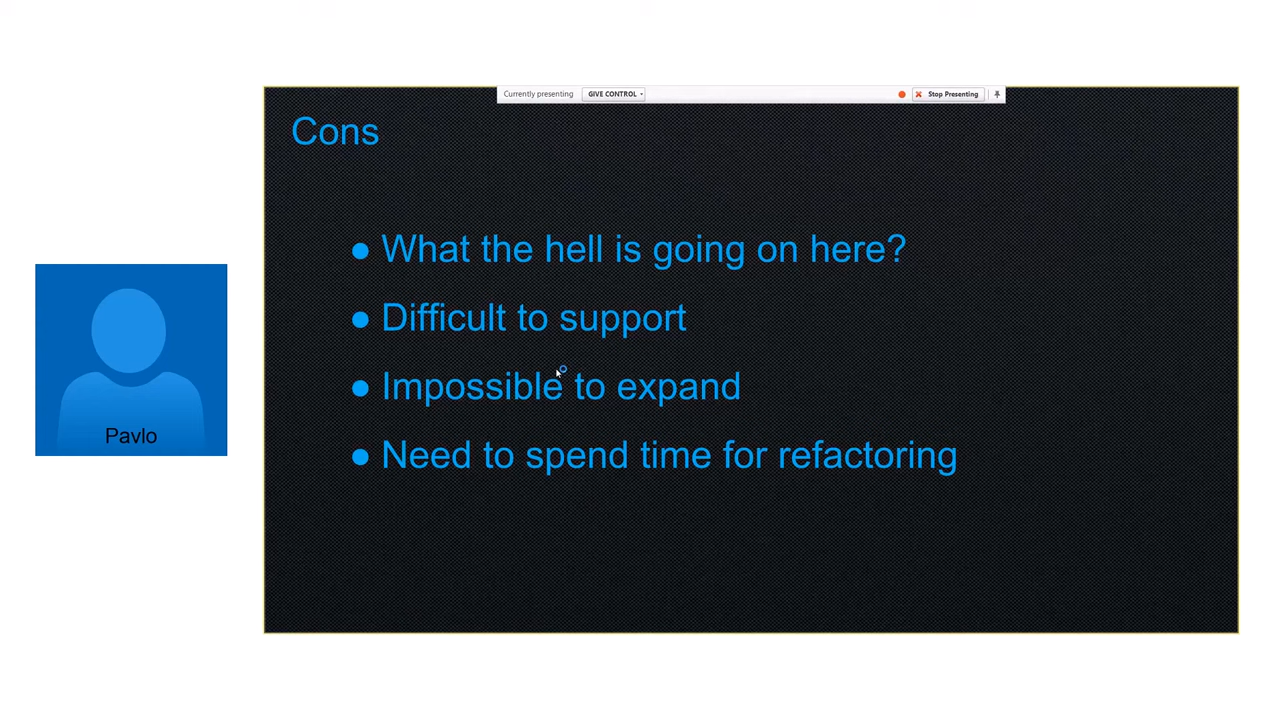 Currently presenting GIVE CONTROL Stop Presenting
Cons
● What the hell is going on here?
● Difficult to support
● Impossible to expand
● Need to spend time for refactoring
Pavlo